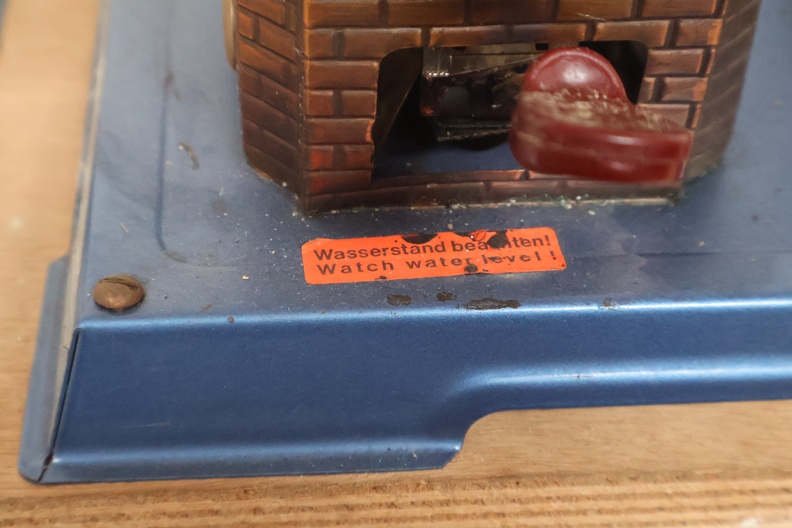 Wasserstand beachten!
Watch water level !